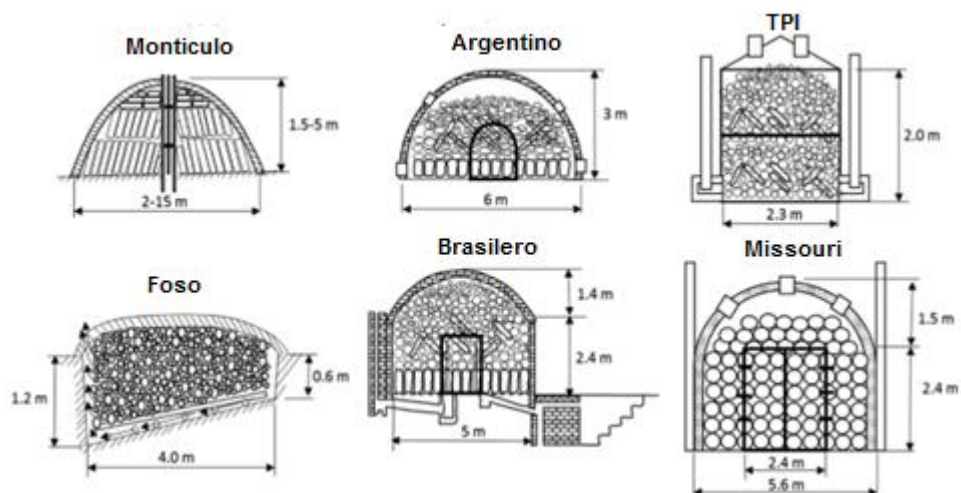 Monticulo
1.5-5 m
2-15 m
Argentino
3 m
6 m
TPI
2.0 m
2.3 m
Foso
1.2 m
0.6 m
4.0 m
Brasilero
1.4 m
2.4 m
5 m
Missouri
1.5 m
2.4 m
2.4 m
5.6 m